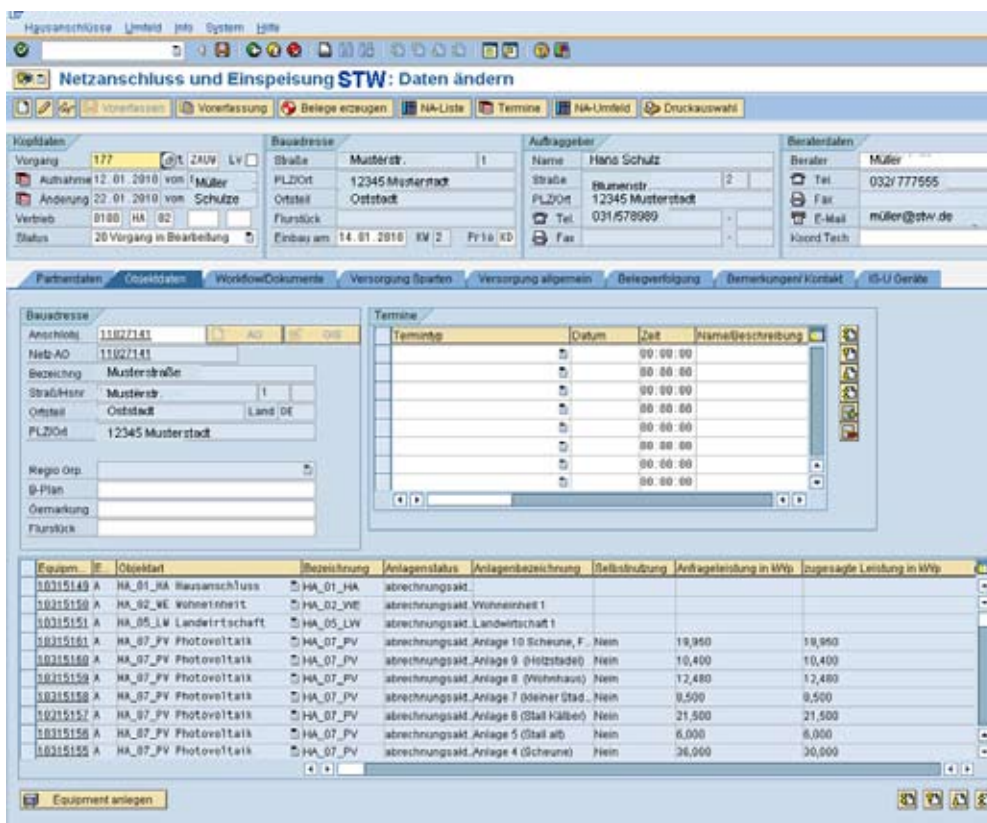 Hausanschlüsse Umfeld Info System Hilfe
Netzanschluss und Einspeisung STW: Daten ändern
Vorerfassen Vorerfassung Belege erzeugen NA-Liste Termine NA-Umfeld Druckauswahl
Kopfdaten
Vorgang 177 ZAUW LV
Aufnahme 12.01.2010 von Müller
Änderung 22.01.2010 von Schulze
Vertrieb 0100 HA 02
Status 20 Vorgang in Bearbeitung
Bauadresse
Straße Musterstr. 1
PLZ/Ort 12345 Musterstadt
Ortsteil Oststadt
Flurstück
Einbau am 14.01.2010 KW 2 Prio KD
Auftraggeber
Name Hans Schulz
Straße Blumenstr 2
PLZ/Ort 12345 Musterstadt
Tel. 031/578989 -
Fax -
Beraterdaten
Berater Müller
Tel. 032/777555
Fax
E-Mail müller@stw.de
Koord.Tech
Partnerdaten Objektdaten Workflow/Dokumente Versorgung Sparten Versorgung allgemein Belegverfolgung Bemerkungen/ Kontakt IS-U Geräte
Bauadresse
Anschlobj. 11027141 AO
Netz-AO 11027141
Bezeichng Musterstraße
Straß/Hsnr Musterstr. 1
Ortsteil Oststadt Land DE
PLZ/Ort 12345 Musterstadt
Regio Grp.
B-Plan
Gemarkung
Flurstück
Termine
Termintyp Datum Zeit Name/Beschreibung
00:00:00
00:00:00
00:00:00
00:00:00
00:00:00
00:00:00
00:00:00
Equipm... E.. Objektart Bezeichnung Anlagenstatus Anlagenbezeichnung Selbstnutzung Anfrageleistung in kWp zugesagte Leistung in kWp
10315149 A HA_01_HA Hausanschluss HA_01_HA abrechnungsakt..
10315150 A HA_02_WE Wohneinheit HA_02_WE abrechnungsakt.. Wohneinheit 1
10315151 A HA_05_LW Landwirtschaft HA_05_LW abrechnungsakt.. Landwirtschaft 1
10315161 A HA_07_PV Photovoltaik HA_07_PV abrechnungsakt.. Anlage 10 Scheune, F.. Nein 19,950 19,950
10315160 A HA_07_PV Photovoltaik HA_07_PV abrechnungsakt.. Anlage 9 (Holzstadel) Nein 10,400 10,400
10315159 A HA_07_PV Photovoltaik HA_07_PV abrechnungsakt.. Anlage 8 (Wohnhaus) Nein 12,480 12,480
10315158 A HA_07_PV Photovoltaik HA_07_PV abrechnungsakt.. Anlage 7 (kleiner Stad.. Nein 8,500 8,500
10315157 A HA_07_PV Photovoltaik HA_07_PV abrechnungsakt.. Anlage 6 (Stall Kälber) Nein 21,500 21,500
10315156 A HA_07_PV Photovoltaik HA_07_PV abrechnungsakt.. Anlage 5 (Stall alt) Nein 6,000 6,000
10315155 A HA_07_PV Photovoltaik HA_07_PV abrechnungsakt.. Anlage 4 (Scheune) Nein 36,000 30,000
Equipment anlegen